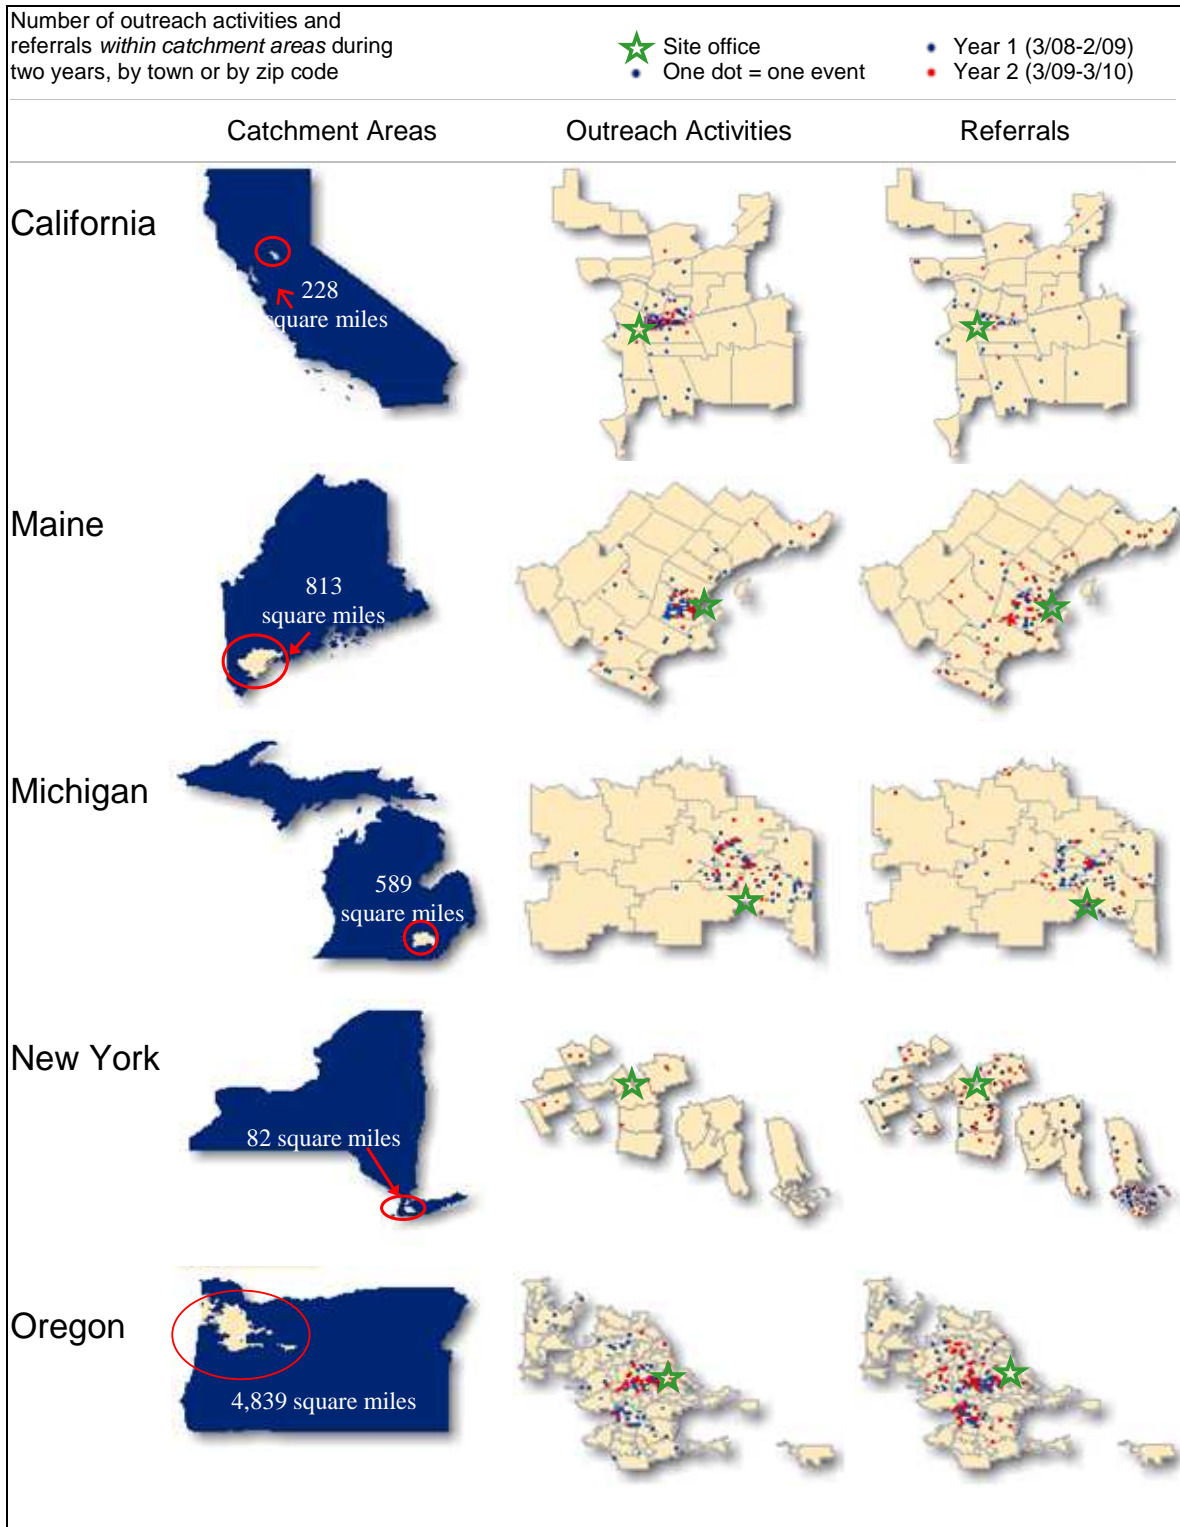 Number of outreach activities and
referrals within catchment areas during
two years, by town or by zip code
Site office
One dot = one event
Year 1 (3/08-2/09)
Year 2 (3/09-3/10)
Catchment Areas
Outreach Activities
Referrals
California
228
square miles
Maine
813
square miles
Michigan
589
square miles
New York
82 square miles
Oregon
4,839 square miles